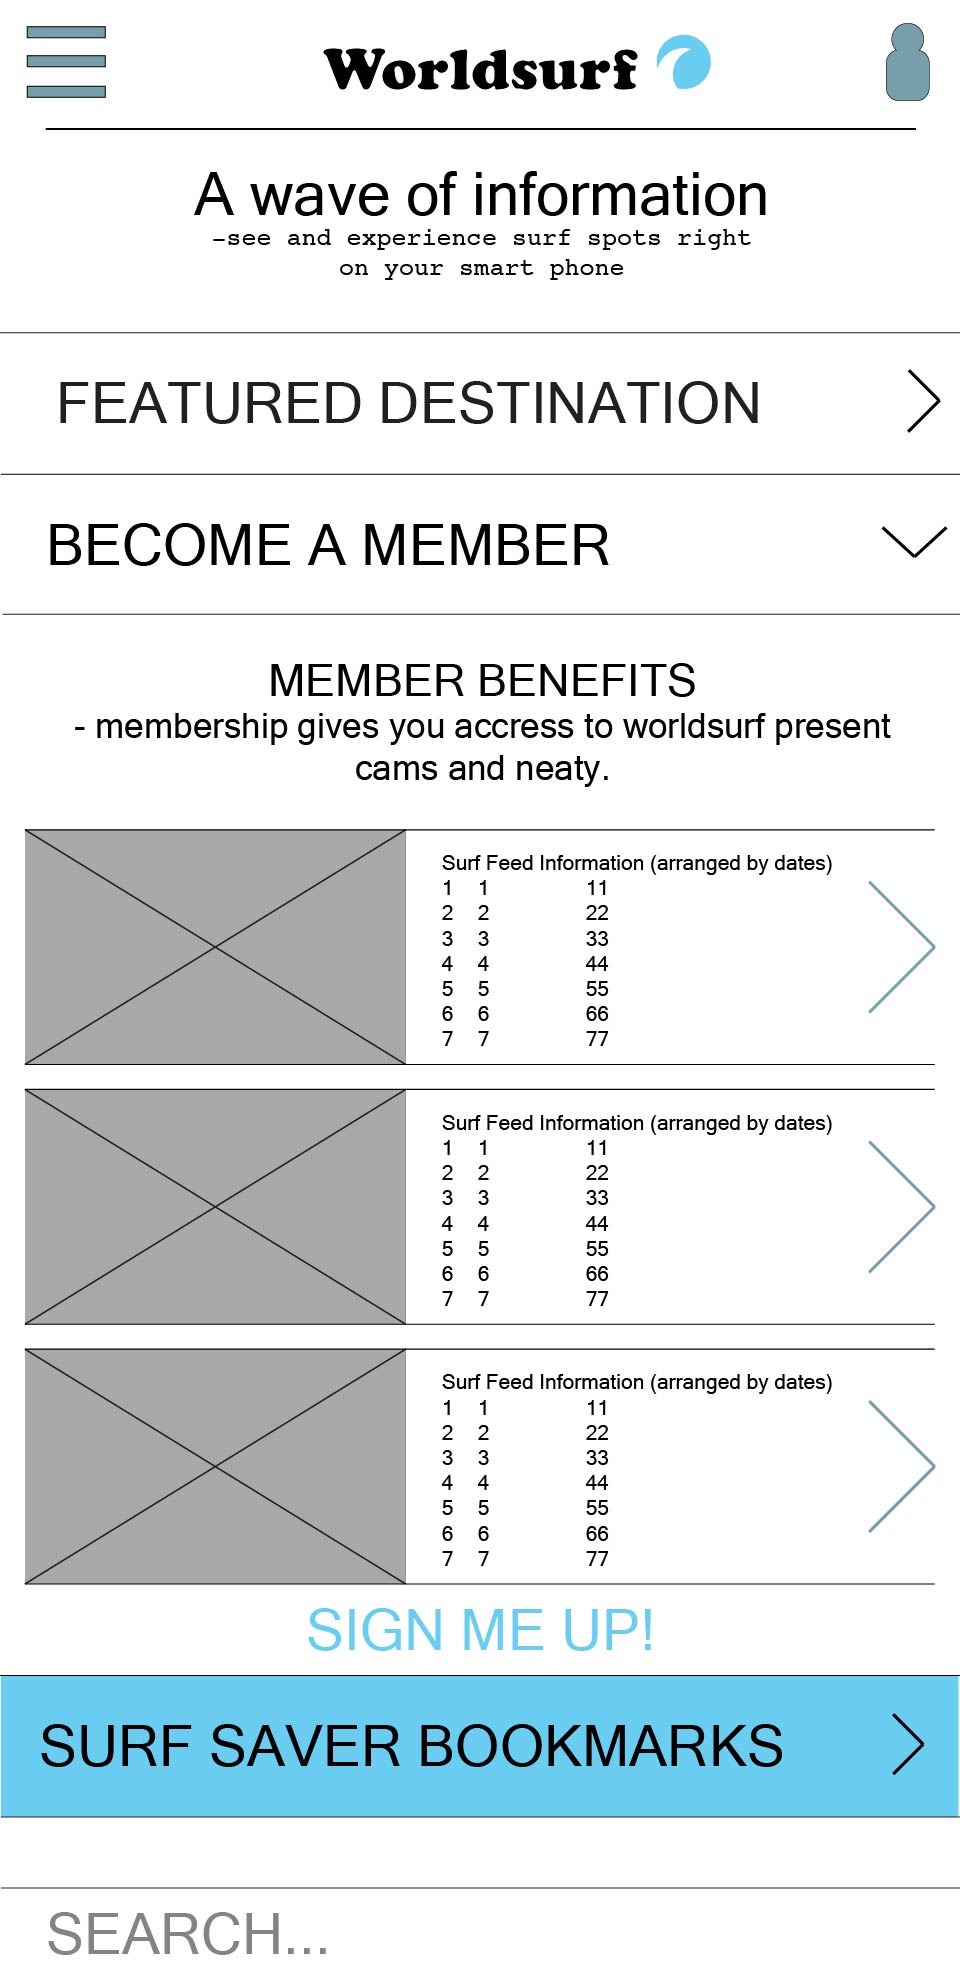 Worldsurf
A wave of information
-see and experience surf spots right
on your smart phone
FEATURED DESTINATION
BECOME A MEMBER
MEMBER BENEFITS
- membership gives you accress to worldsurf present
cams and neaty.
Surf Feed Information (arranged by dates)
1 1 11
2 2 22
3 3 33
4 4 44
5 5 55
6 6 66
7 7 77
Surf Feed Information (arranged by dates)
1 1 11
2 2 22
3 3 33
4 4 44
5 5 55
6 6 66
7 7 77
Surf Feed Information (arranged by dates)
1 1 11
2 2 22
3 3 33
4 4 44
5 5 55
6 6 66
7 7 77
SIGN ME UP!
SURF SAVER BOOKMARKS
SEARCH...